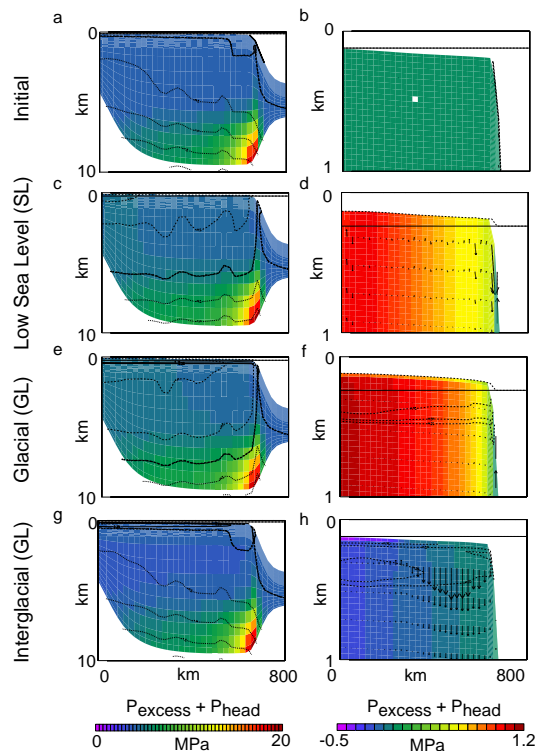 a
b
0
0
Initial
km
km
10
1
c
d
0
0
Low Sea Level (SL)
km
km
10
1
e
f
0
0
Glacial (GL)
km
km
10
1
g
h
0
0
Interglacial (GL)
km
km
10
1
0 km 800
0 km 800
Pexcess + Phead
Pexcess + Phead
0 MPa 20
-0.5 MPa 1.2